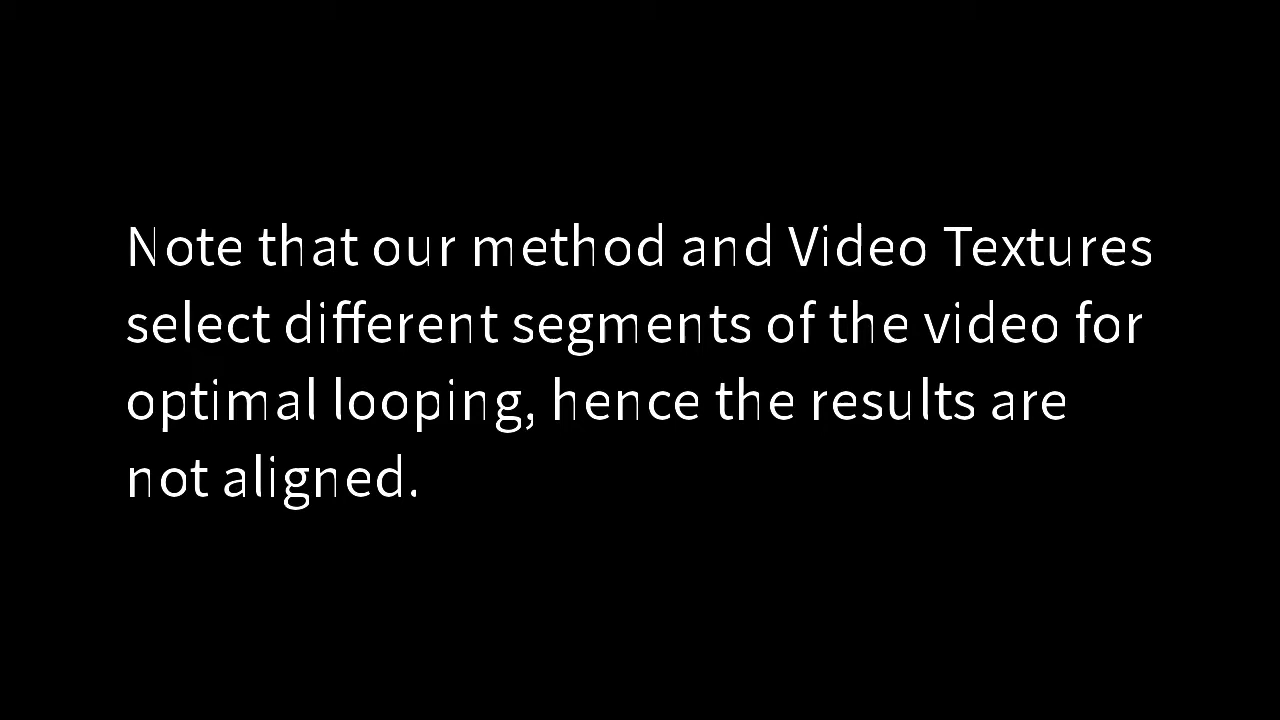 Note that our method and Video Textures
select different segments of the video for
optimal looping, hence the results are
not aligned.